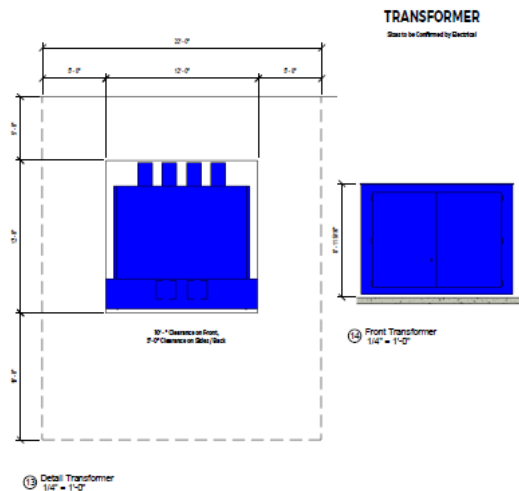 TRANSFORMER
Sizes to be Confirmed by Electrical
22'-0"
5'-0"
12'-0"
5'-0"
5'-0"
12'-0"
10'-0"
10' - " Clearance on Front,
5'-0" Clearance on Sides / Back
14 Front Transformer
1/4" = 1'-0"
13 Detail Transformer
1/4" = 1'-0"